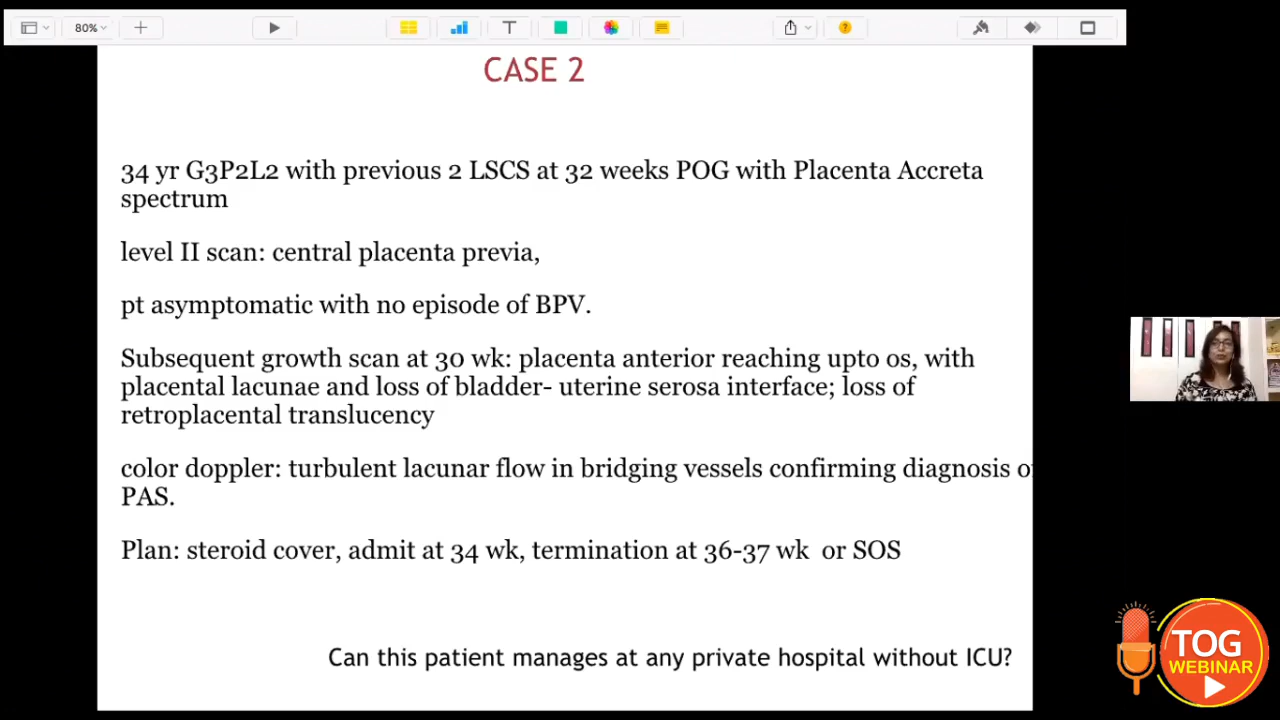 80%
CASE 2
34 yr G3P2L2 with previous 2 LSCS at 32 weeks POG with Placenta Accreta
spectrum
level II scan: central placenta previa,
pt asymptomatic with no episode of BPV.
Subsequent growth scan at 30 wk: placenta anterior reaching upto os, with
placental lacunae and loss of bladder- uterine serosa interface; loss of
retroplacental translucency
color doppler: turbulent lacunar flow in bridging vessels confirming diagnosis o
PAS.
Plan: steroid cover, admit at 34 wk, termination at 36-37 wk or SOS
Can this patient manages at any private hospital without ICU?
TOG
WEBINAR